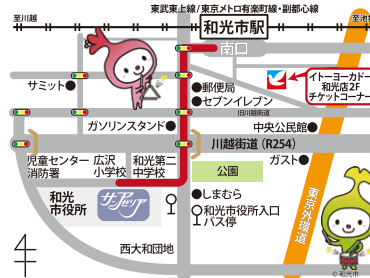 東武東上線/東京メトロ有楽町線・副都心線
至川越
和光市駅
至池
南口
サミット
郵便局
セブンイレブン
イトーヨーカドー
和光店2F
チケットコーナー
旧川越街道
ガソリンスタンド
中央公民館
川越街道(R254)
児童センター
消防署
広沢
小学校
和光第二
中学校
公園
ガスト
東京外環道
和光
市役所
サンアゼリア
しまむら
和光市役所入口
バス停
西大和団地
©和光市